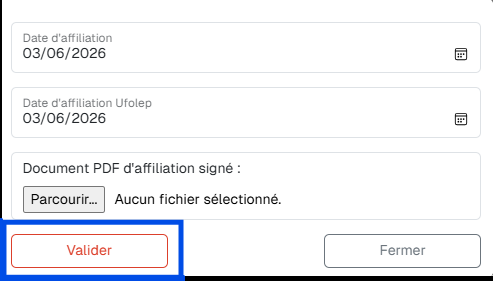 Date d'affiliation
03/06/2026
Date d'affiliation Ufolep
03/06/2026
Document PDF d'affiliation signé :
Parcourir... Aucun fichier sélectionné.
Valider Fermer